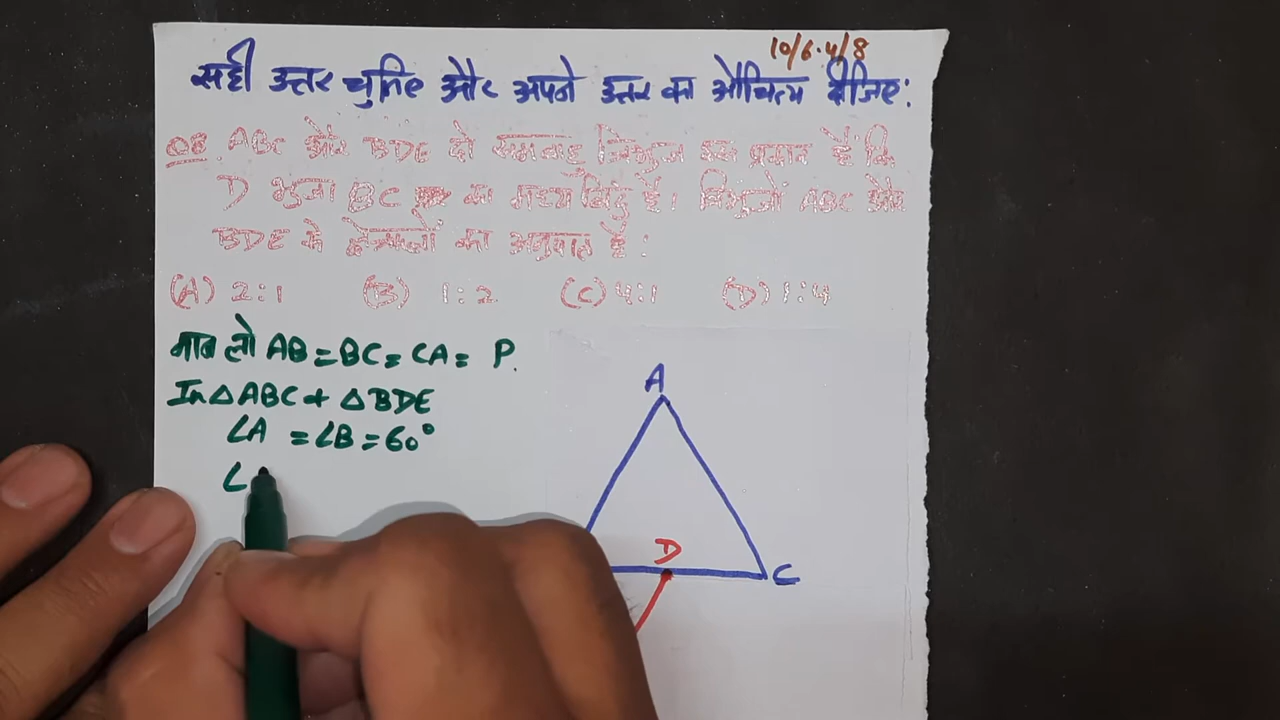 10/6.4/8
सही उत्तर चुनिए और अपने उत्तर का औचित्य दीजिए:
Q8. ABC और BDE दो समबाहु त्रिभुज इस प्रकार हैं कि
D भुजा BC का मध्य बिंदु है। त्रिभुजों ABC और
BDE के क्षेत्रफलों का अनुपात है:
(A) 2:1 (B) 1:2 (C) 4:1 (D) 1:4
मान लो AB = BC = CA = P.
In △ABC + △BDE
∠A = ∠B = 60°
∠
A
D
C